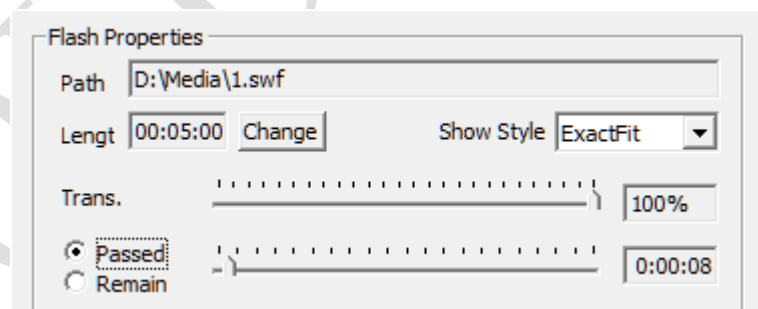 Flash Properties
Path D:\Media\1.swf
Lengt 00:05:00 Change Show Style ExactFit
Trans. 100%
Passed 0:00:08
Remain